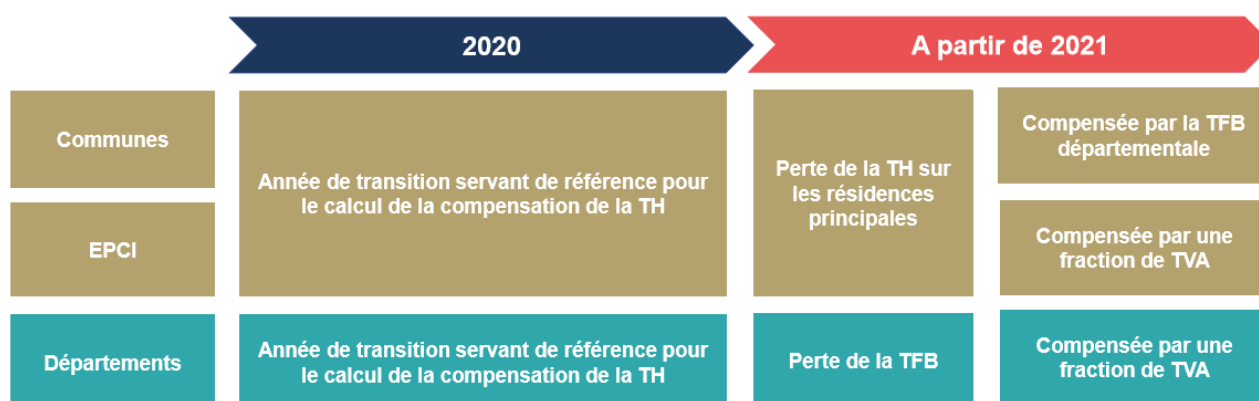 2020
A partir de 2021
Communes
Année de transition servant de référence pour
le calcul de la compensation de la TH
Perte de la TH sur
les résidences
principales
Compensée par la TFB
départementale
EPCI
Compensée par une
fraction de TVA
Départements
Année de transition servant de référence pour
le calcul de la compensation de la TH
Perte de la TFB
Compensée par une
fraction de TVA